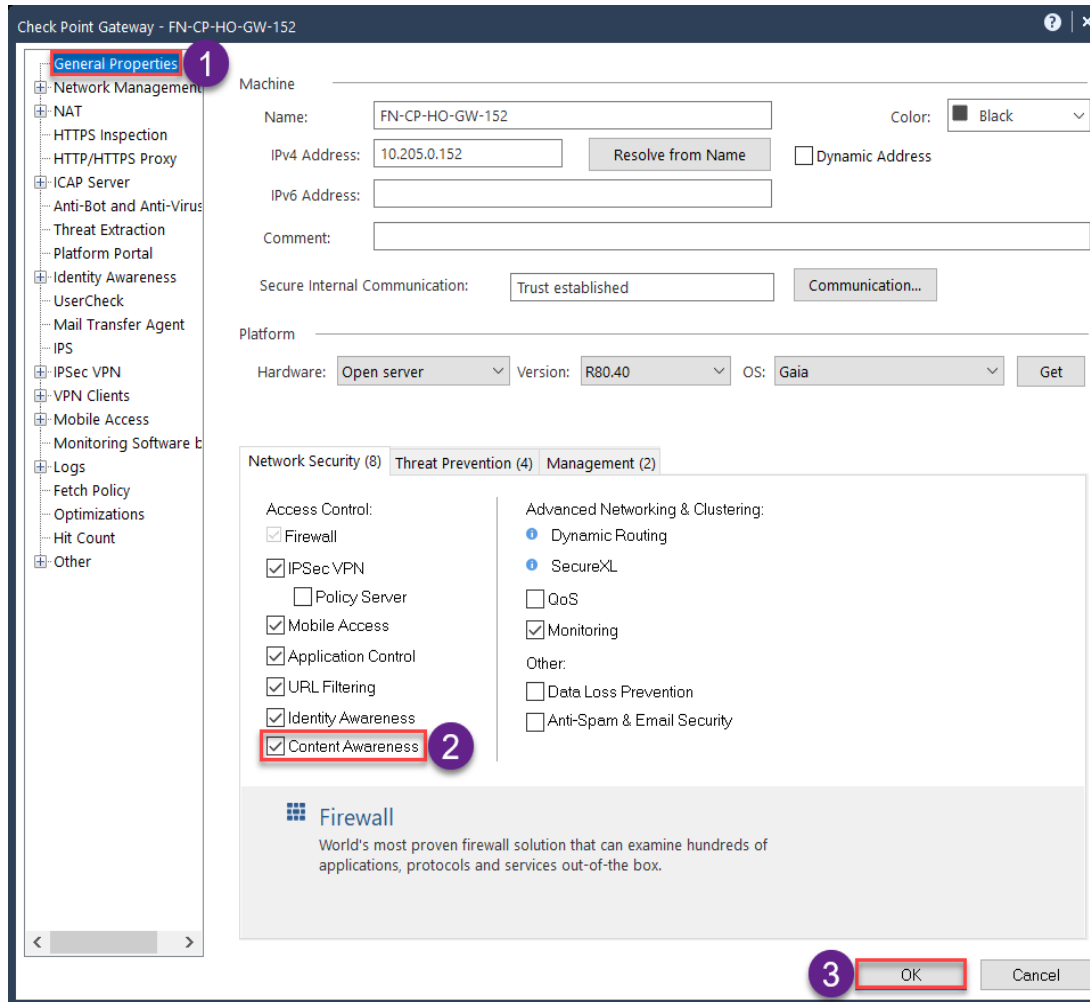 Check Point Gateway - FN-CP-HO-GW-152
?
General Properties
1
Network Management
NAT
HTTPS Inspection
HTTP/HTTPS Proxy
ICAP Server
Anti-Bot and Anti-Virus
Threat Extraction
Platform Portal
Identity Awareness
UserCheck
Mail Transfer Agent
IPS
IPSec VPN
VPN Clients
Mobile Access
Monitoring Software b
Logs
Fetch Policy
Optimizations
Hit Count
Other
Machine
Name: FN-CP-HO-GW-152 Color: Black
IPv4 Address: 10.205.0.152 Resolve from Name Dynamic Address
IPv6 Address:
Comment:
Secure Internal Communication: Trust established Communication...
Platform
Hardware: Open server Version: R80.40 OS: Gaia Get
Network Security (8) Threat Prevention (4) Management (2)
Access Control:
Firewall
IPSec VPN
Policy Server
Mobile Access
Application Control
URL Filtering
Identity Awareness
Content Awareness 2
Advanced Networking & Clustering:
Dynamic Routing
SecureXL
QoS
Monitoring
Other:
Data Loss Prevention
Anti-Spam & Email Security
Firewall
World's most proven firewall solution that can examine hundreds of
applications, protocols and services out-of-the box.
3 OK Cancel